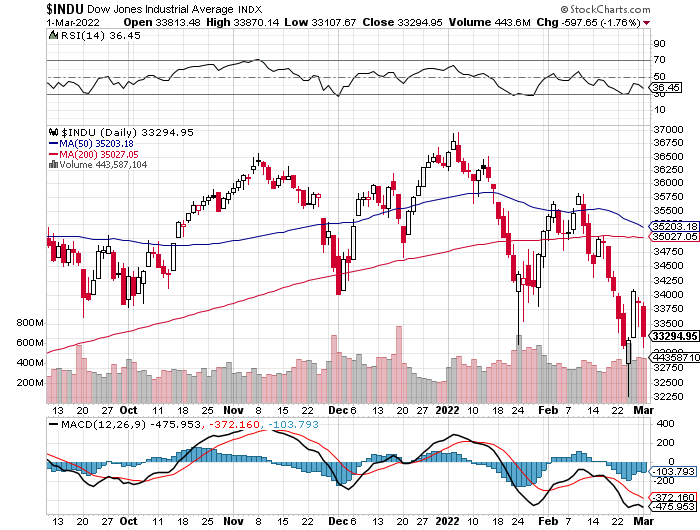 $INDU Dow Jones Industrial Average INDX
© StockCharts.com
1-Mar-2022 Open 33813.48 High 33870.14 Low 33107.67 Close 33294.95 Volume 443.6M Chg -597.65 (-1.76%)
RSI(14) 36.45
90
70
50
36.45
30
10
$INDU (Daily) 33294.95
MA(50) 35203.18
MA(200) 35027.05
Volume 443,587,104
37000
36750
36500
36250
36000
35750
35500
35203.18
35027.05
34750
34500
34250
34000
33750
33500
33294.95
44358710
32750
32500
32250
800M
600M
400M
200M
13 20 27 Oct 11 18 25 Nov 8 15 22 Dec 6 13 20 27 2022 10 18 24 Feb 7 14 22 Mar
MACD(12,26,9) -475.953, -372.160, -103.793
400
200
0
-103.793
-372.160
-475.953
13 20 27 Oct 11 18 25 Nov 8 15 22 Dec 6 13 20 27 2022 10 18 24 Feb 7 14 22 Mar